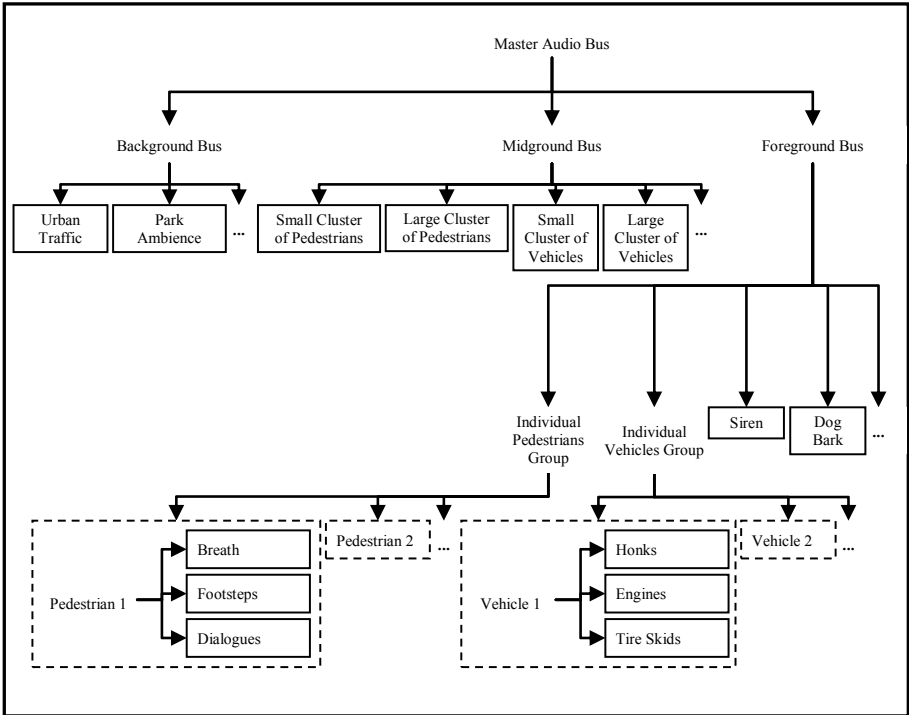 Master Audio Bus
Background Bus
Midground Bus
Foreground Bus
Urban
Traffic
Park
Ambience
...
Small Cluster
of Pedestrians
Large Cluster
of Pedestrians
Small
Cluster of
Vehicles
Large
Cluster of
Vehicles
...
Individual
Pedestrians
Group
Individual
Vehicles Group
Siren
Dog
Bark
...
Pedestrian 1
Breath
Footsteps
Dialogues
Pedestrian 2
...
Vehicle 1
Honks
Engines
Tire Skids
Vehicle 2
...